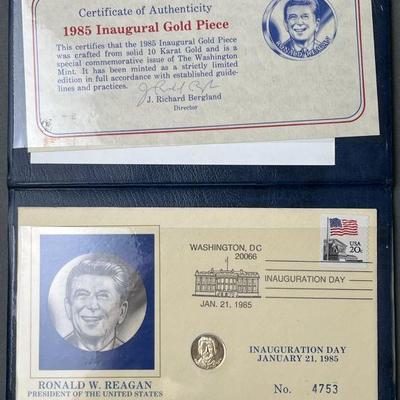 Certificate of Authenticity
1985 Inaugural Gold Piece
This certifies that the 1985 Inaugural Gold Piece
was crafted from solid 10 Karat Gold and is a
special commemorative issue of The Washington
Mint. It has been minted as a strictly limited
edition in full accordance with established guide-
lines and practices.
J. Richard Bergland
Director
WASHINGTON, DC
20066
JAN. 21, 1985
INAUGURATION DAY
USA
20c
INAUGURATION DAY
JANUARY 21, 1985
No. 4753
RONALD W. REAGAN
PRESIDENT OF THE UNITED STATES